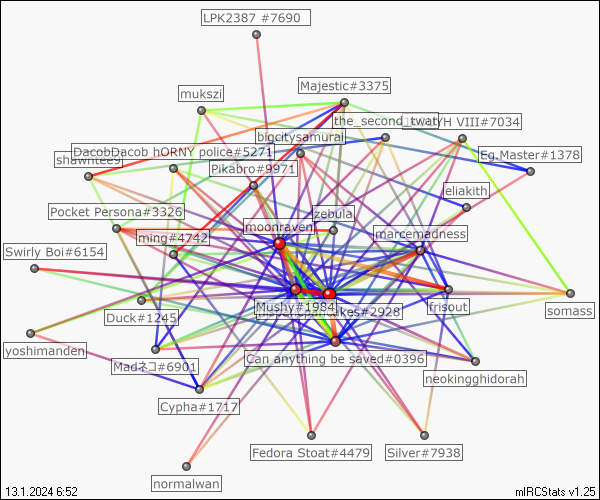 LPK2387 #7690
Majestic#3375
mukszi
the_second_twat
YH VIII#7034
bigcitysamurai
DacobDacob hORNY police#5271
Eg.Master#1378
shawntee9
Pikabro#9971
eliakith
Pocket Persona#3326
zebula
moonraven
marcemadness
ming#4742
Swirly Boi#6154
Mushy#1984
ikes#2928
frisout
somass
Duck#1245
yoshimanden
Can anything be saved#0396
Madネコ#6901
neokingghidorah
Cypha#1717
Fedora Stoat#4479
Silver#7938
normalwan
13.1.2024 6:52
mIRCStats v1.25